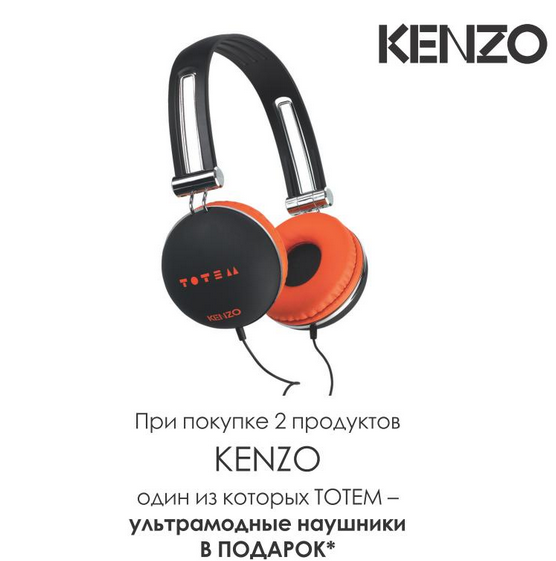 KENZO
TOTEM
KENZO
При покупке 2 продуктов
KENZO
один из которых TOTEM –
ультрамодные наушники
В ПОДАРОК*